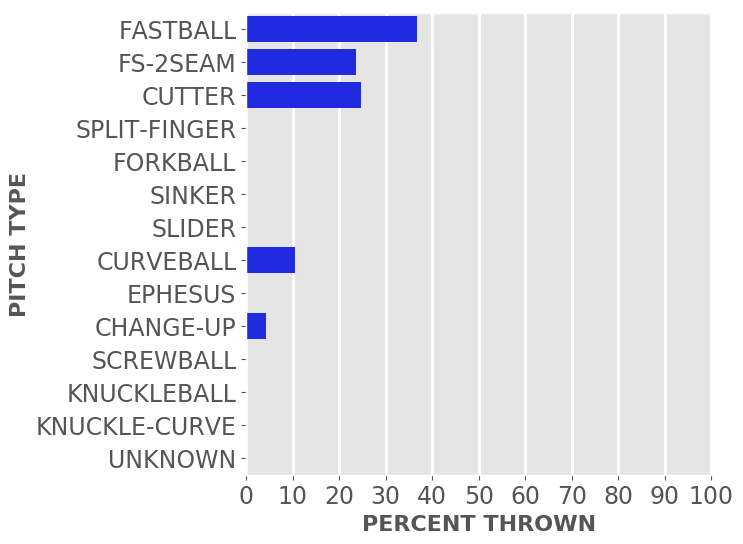 FASTBALL
FS-2SEAM
CUTTER
SPLIT-FINGER
FORKBALL
SINKER
SLIDER
CURVEBALL
EPHESUS
CHANGE-UP
SCREWBALL
KNUCKLEBALL
KNUCKLE-CURVE
UNKNOWN
PITCH TYPE
0 10 20 30 40 50 60 70 80 90 100
PERCENT THROWN